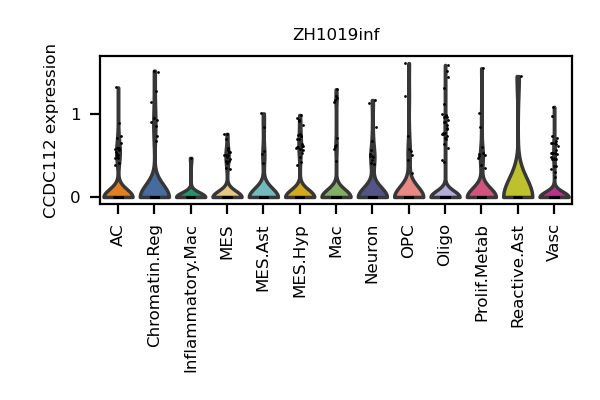 ZH1019inf
CCDC112 expression
1
0
AC
Chromatin.Reg
Inflammatory.Mac
MES
MES.Ast
MES.Hyp
Mac
Neuron
OPC
Oligo
Prolif.Metab
Reactive.Ast
Vasc